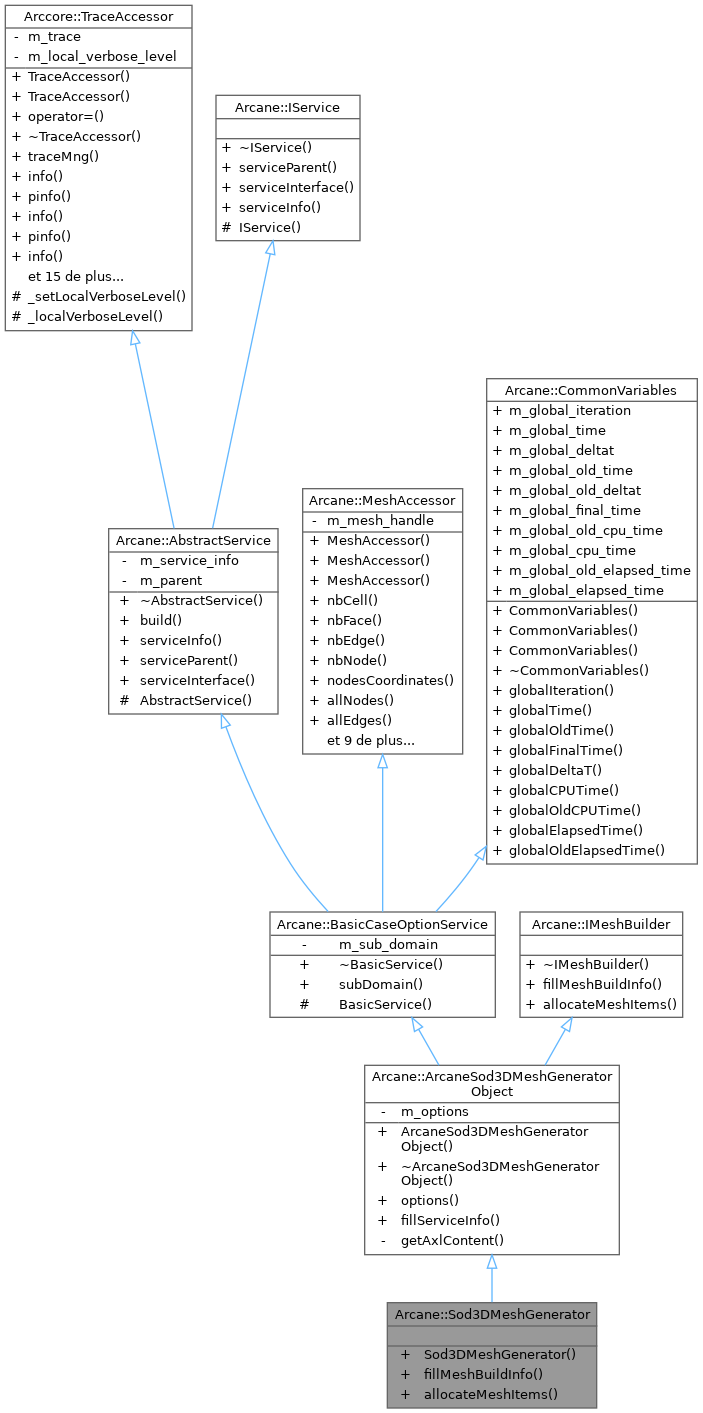 Arccore::TraceAccessor
- m_trace
- m_local_verbose_level
+ TraceAccessor()
+ TraceAccessor()
+ operator=()
+ ~TraceAccessor()
+ traceMng()
+ info()
+ pinfo()
+ info()
+ pinfo()
+ info()
et 15 de plus...
# _setLocalVerboseLevel()
# _localVerboseLevel()
Arcane::IService
+ ~IService()
+ serviceParent()
+ serviceInterface()
+ serviceInfo()
# IService()
Arcane::CommonVariables
+ m_global_iteration
+ m_global_time
+ m_global_deltat
+ m_global_old_time
+ m_global_old_deltat
+ m_global_final_time
+ m_global_old_cpu_time
+ m_global_cpu_time
+ m_global_old_elapsed_time
+ m_global_elapsed_time
+ CommonVariables()
+ CommonVariables()
+ CommonVariables()
+ ~CommonVariables()
+ globalIteration()
+ globalTime()
+ globalOldTime()
+ globalFinalTime()
+ globalDeltaT()
+ globalCPUTime()
+ globalOldCPUTime()
+ globalElapsedTime()
+ globalOldElapsedTime()
Arcane::MeshAccessor
- m_mesh_handle
+ MeshAccessor()
+ MeshAccessor()
+ MeshAccessor()
+ nbCell()
+ nbFace()
+ nbEdge()
+ nbNode()
+ nodesCoordinates()
+ allNodes()
+ allEdges()
et 9 de plus...
Arcane::AbstractService
- m_service_info
- m_parent
+ ~AbstractService()
+ build()
+ serviceInfo()
+ serviceParent()
+ serviceInterface()
# AbstractService()
Arcane::BasicCaseOptionService
- m_sub_domain
+ ~BasicService()
+ subDomain()
# BasicService()
Arcane::IMeshBuilder
+ ~IMeshBuilder()
+ fillMeshBuildInfo()
+ allocateMeshItems()
Arcane::ArcaneSod3DMeshGenerator
Object
- m_options
+ ArcaneSod3DMeshGenerator
Object()
+ ~ArcaneSod3DMeshGenerator
Object()
+ options()
+ fillServiceInfo()
- getAxlContent()
Arcane::Sod3DMeshGenerator
+ Sod3DMeshGenerator()
+ fillMeshBuildInfo()
+ allocateMeshItems()